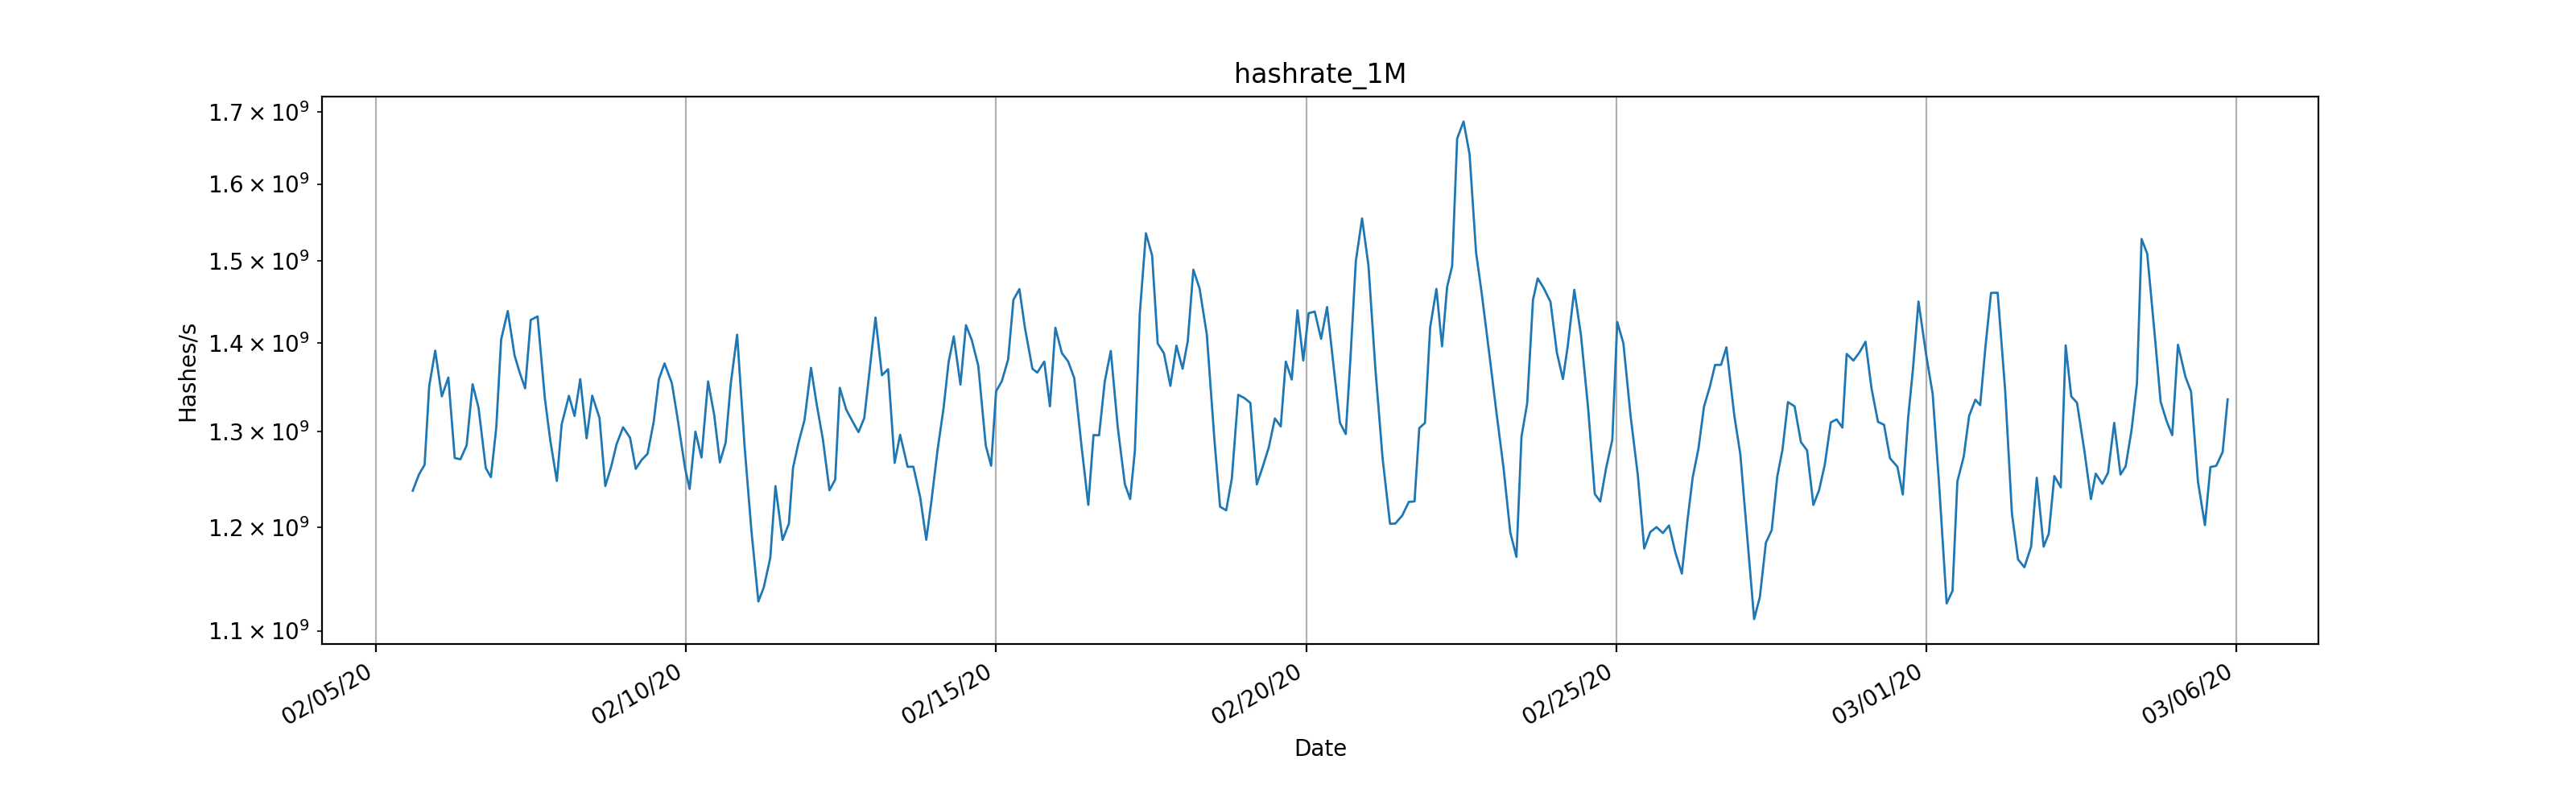 hashrate_1M
1.7 × 10⁹
1.6 × 10⁹
1.5 × 10⁹
1.4 × 10⁹
1.3 × 10⁹
1.2 × 10⁹
1.1 × 10⁹
Hashes/s
02/05/20
02/10/20
02/15/20
02/20/20
02/25/20
03/01/20
03/06/20
Date